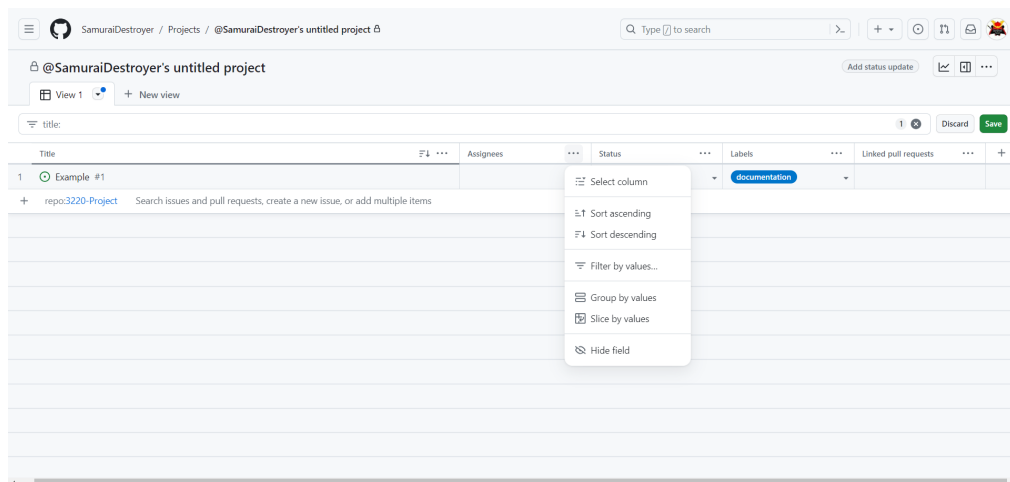 SamuraiDestroyer / Projects / @SamuraiDestroyer's untitled project
Type / to search
@SamuraiDestroyer's untitled project
Add status update
View 1
+ New view
title:
1
Discard
Save
Title
Assignees
Status
Labels
Linked pull requests
1 Example #1
documentation
repo:3220-Project Search issues and pull requests, create a new issue, or add multiple items
Select column
Sort ascending
Sort descending
Filter by values...
Group by values
Slice by values
Hide field